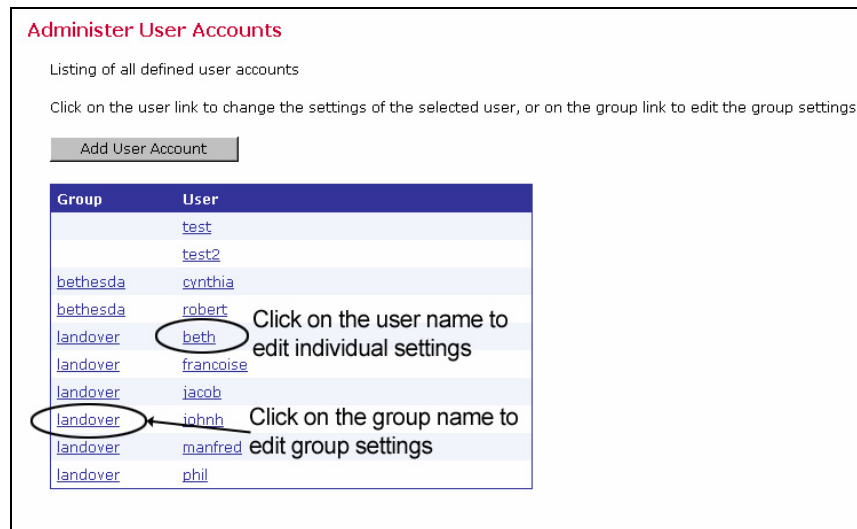 Administer User Accounts
Listing of all defined user accounts
Click on the user link to change the settings of the selected user, or on the group link to edit the group settings
Add User Account
Group User
test
test2
bethesda cynthia
bethesda robert
landover beth
Click on the user name to
edit individual settings
landover francoise
landover jacob
landover johnh
Click on the group name to
edit group settings
landover manfred
landover phil